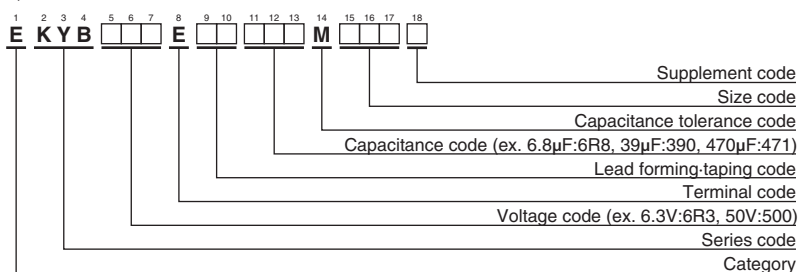 1 2 3 4 5 6 7 8 9 10 11 12 13 14 15 16 17 18
E K Y B □□□ E □□ □□□ M □□□ □
Supplement code
Size code
Capacitance tolerance code
Capacitance code (ex. 6.8µF:6R8, 39µF:390, 470µF:471)
Lead forming·taping code
Terminal code
Voltage code (ex. 6.3V:6R3, 50V:500)
Series code
Category